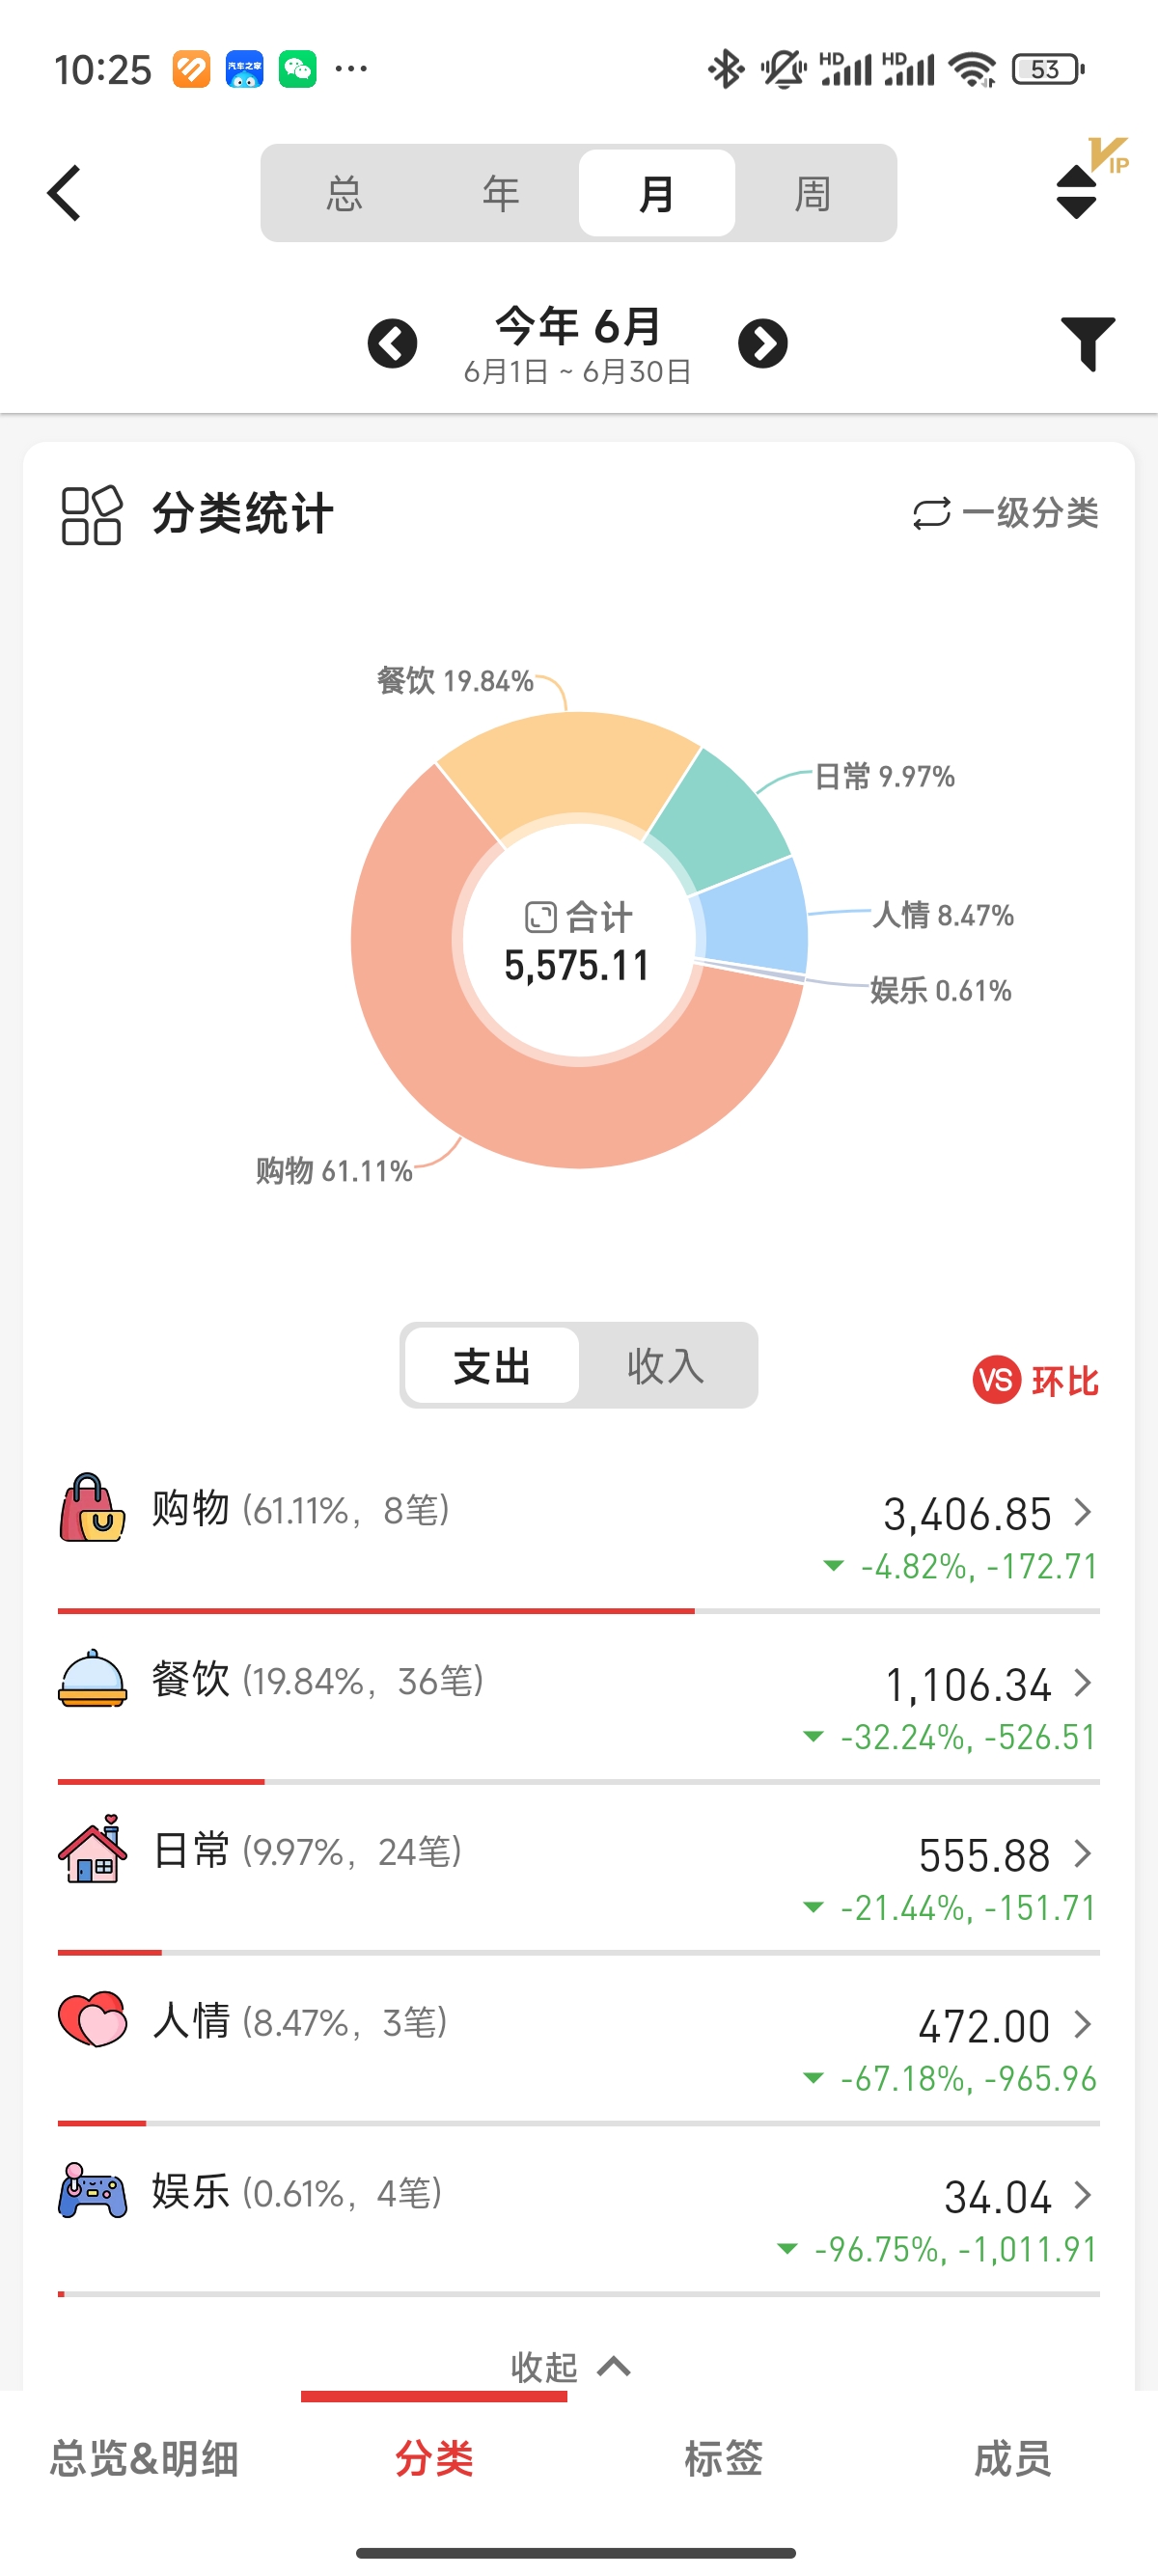 10:25 汽车之家 ... HD HD 53
总 年 月 周 VIP
今年 6月
6月1日 ~ 6月30日
分类统计 一级分类
餐饮 19.84%
日常 9.97%
人情 8.47%
娱乐 0.61%
购物 61.11%
合计
5,575.11
支出 收入 VS 环比
购物 (61.11%, 8笔) 3,406.85
-4.82%, -172.71
餐饮 (19.84%, 36笔) 1,106.34
-32.24%, -526.51
日常 (9.97%, 24笔) 555.88
-21.44%, -151.71
人情 (8.47%, 3笔) 472.00
-67.18%, -965.96
娱乐 (0.61%, 4笔) 34.04
-96.75%, -1,011.91
收起
总览&明细 分类 标签 成员